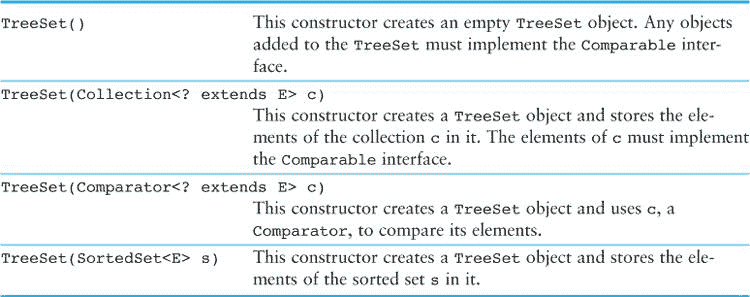 TreeSet() This constructor creates an empty TreeSet object. Any objects
added to the TreeSet must implement the Comparable inter-
face.
TreeSet(Collection<? extends E> c)
This constructor creates a TreeSet object and stores the ele-
ments of the collection c in it. The elements of c must implement
the Comparable interface.
TreeSet(Comparator<? extends E> c)
This constructor creates a TreeSet object and uses c, a
Comparator, to compare its elements.
TreeSet(SortedSet<E> s) This constructor creates a TreeSet object and stores the ele-
ments of the sorted set s in it.